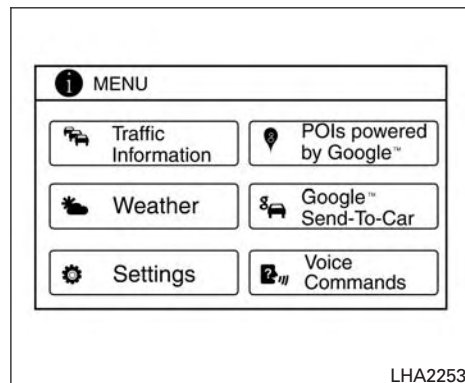 i MENU
Traffic
Information
POIs powered
by Google™
Weather
Google™
Send-To-Car
Settings
Voice
Commands
LHA2253